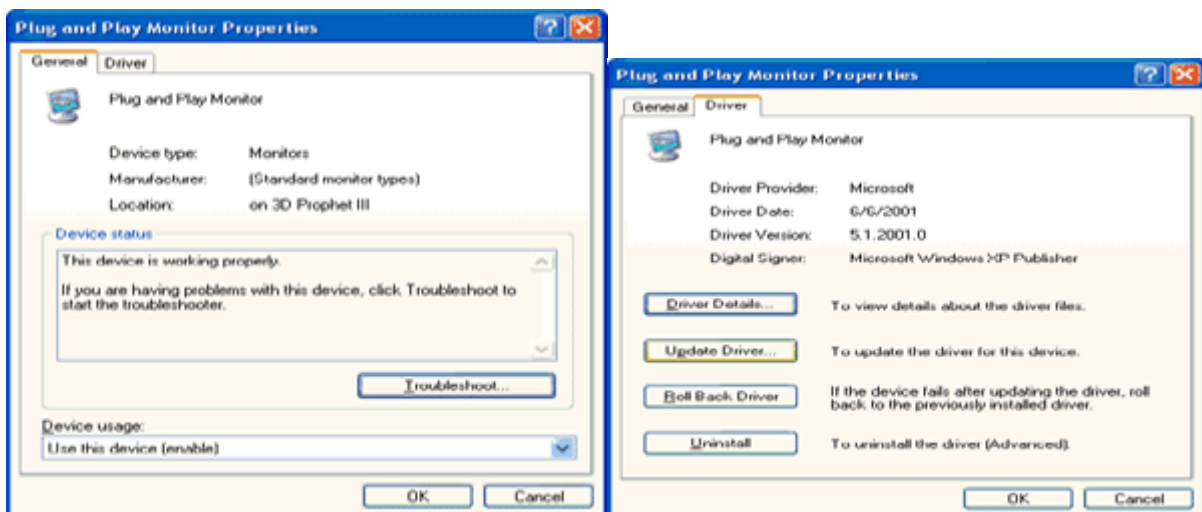 Plug and Play Monitor Properties
General Driver
Plug and Play Monitor
Device type: Monitors
Manufacturer: (Standard monitor types)
Location: on 3D Prophet III
Device status
This device is working properly.
If you are having problems with this device, click Troubleshoot to
start the troubleshooter.
Troubleshoot...
Device usage:
Use this device (enable)
OK Cancel
Plug and Play Monitor Properties
General Driver
Plug and Play Monitor
Driver Provider: Microsoft
Driver Date: 6/6/2001
Driver Version: 5.1.2001.0
Digital Signer: Microsoft Windows XP Publisher
Driver Details... To view details about the driver files.
Update Driver... To update the driver for this device.
Roll Back Driver If the device fails after updating the driver, roll
back to the previously installed driver.
Uninstall To uninstall the driver (Advanced).
OK Cancel